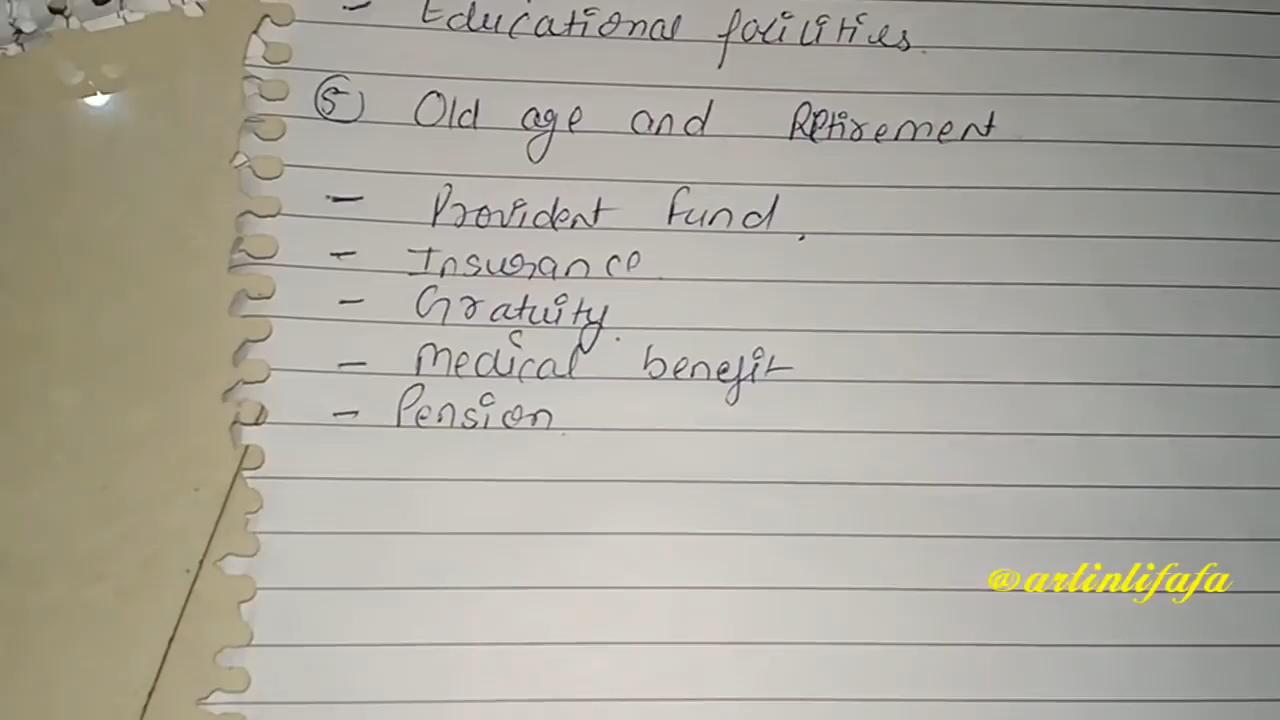 - Educational facilities.
⑤ Old age and Retirement
- Provident Fund.
- Insurance
- Gratuity.
- Medical benefit
- Pension.
@artinlifafa